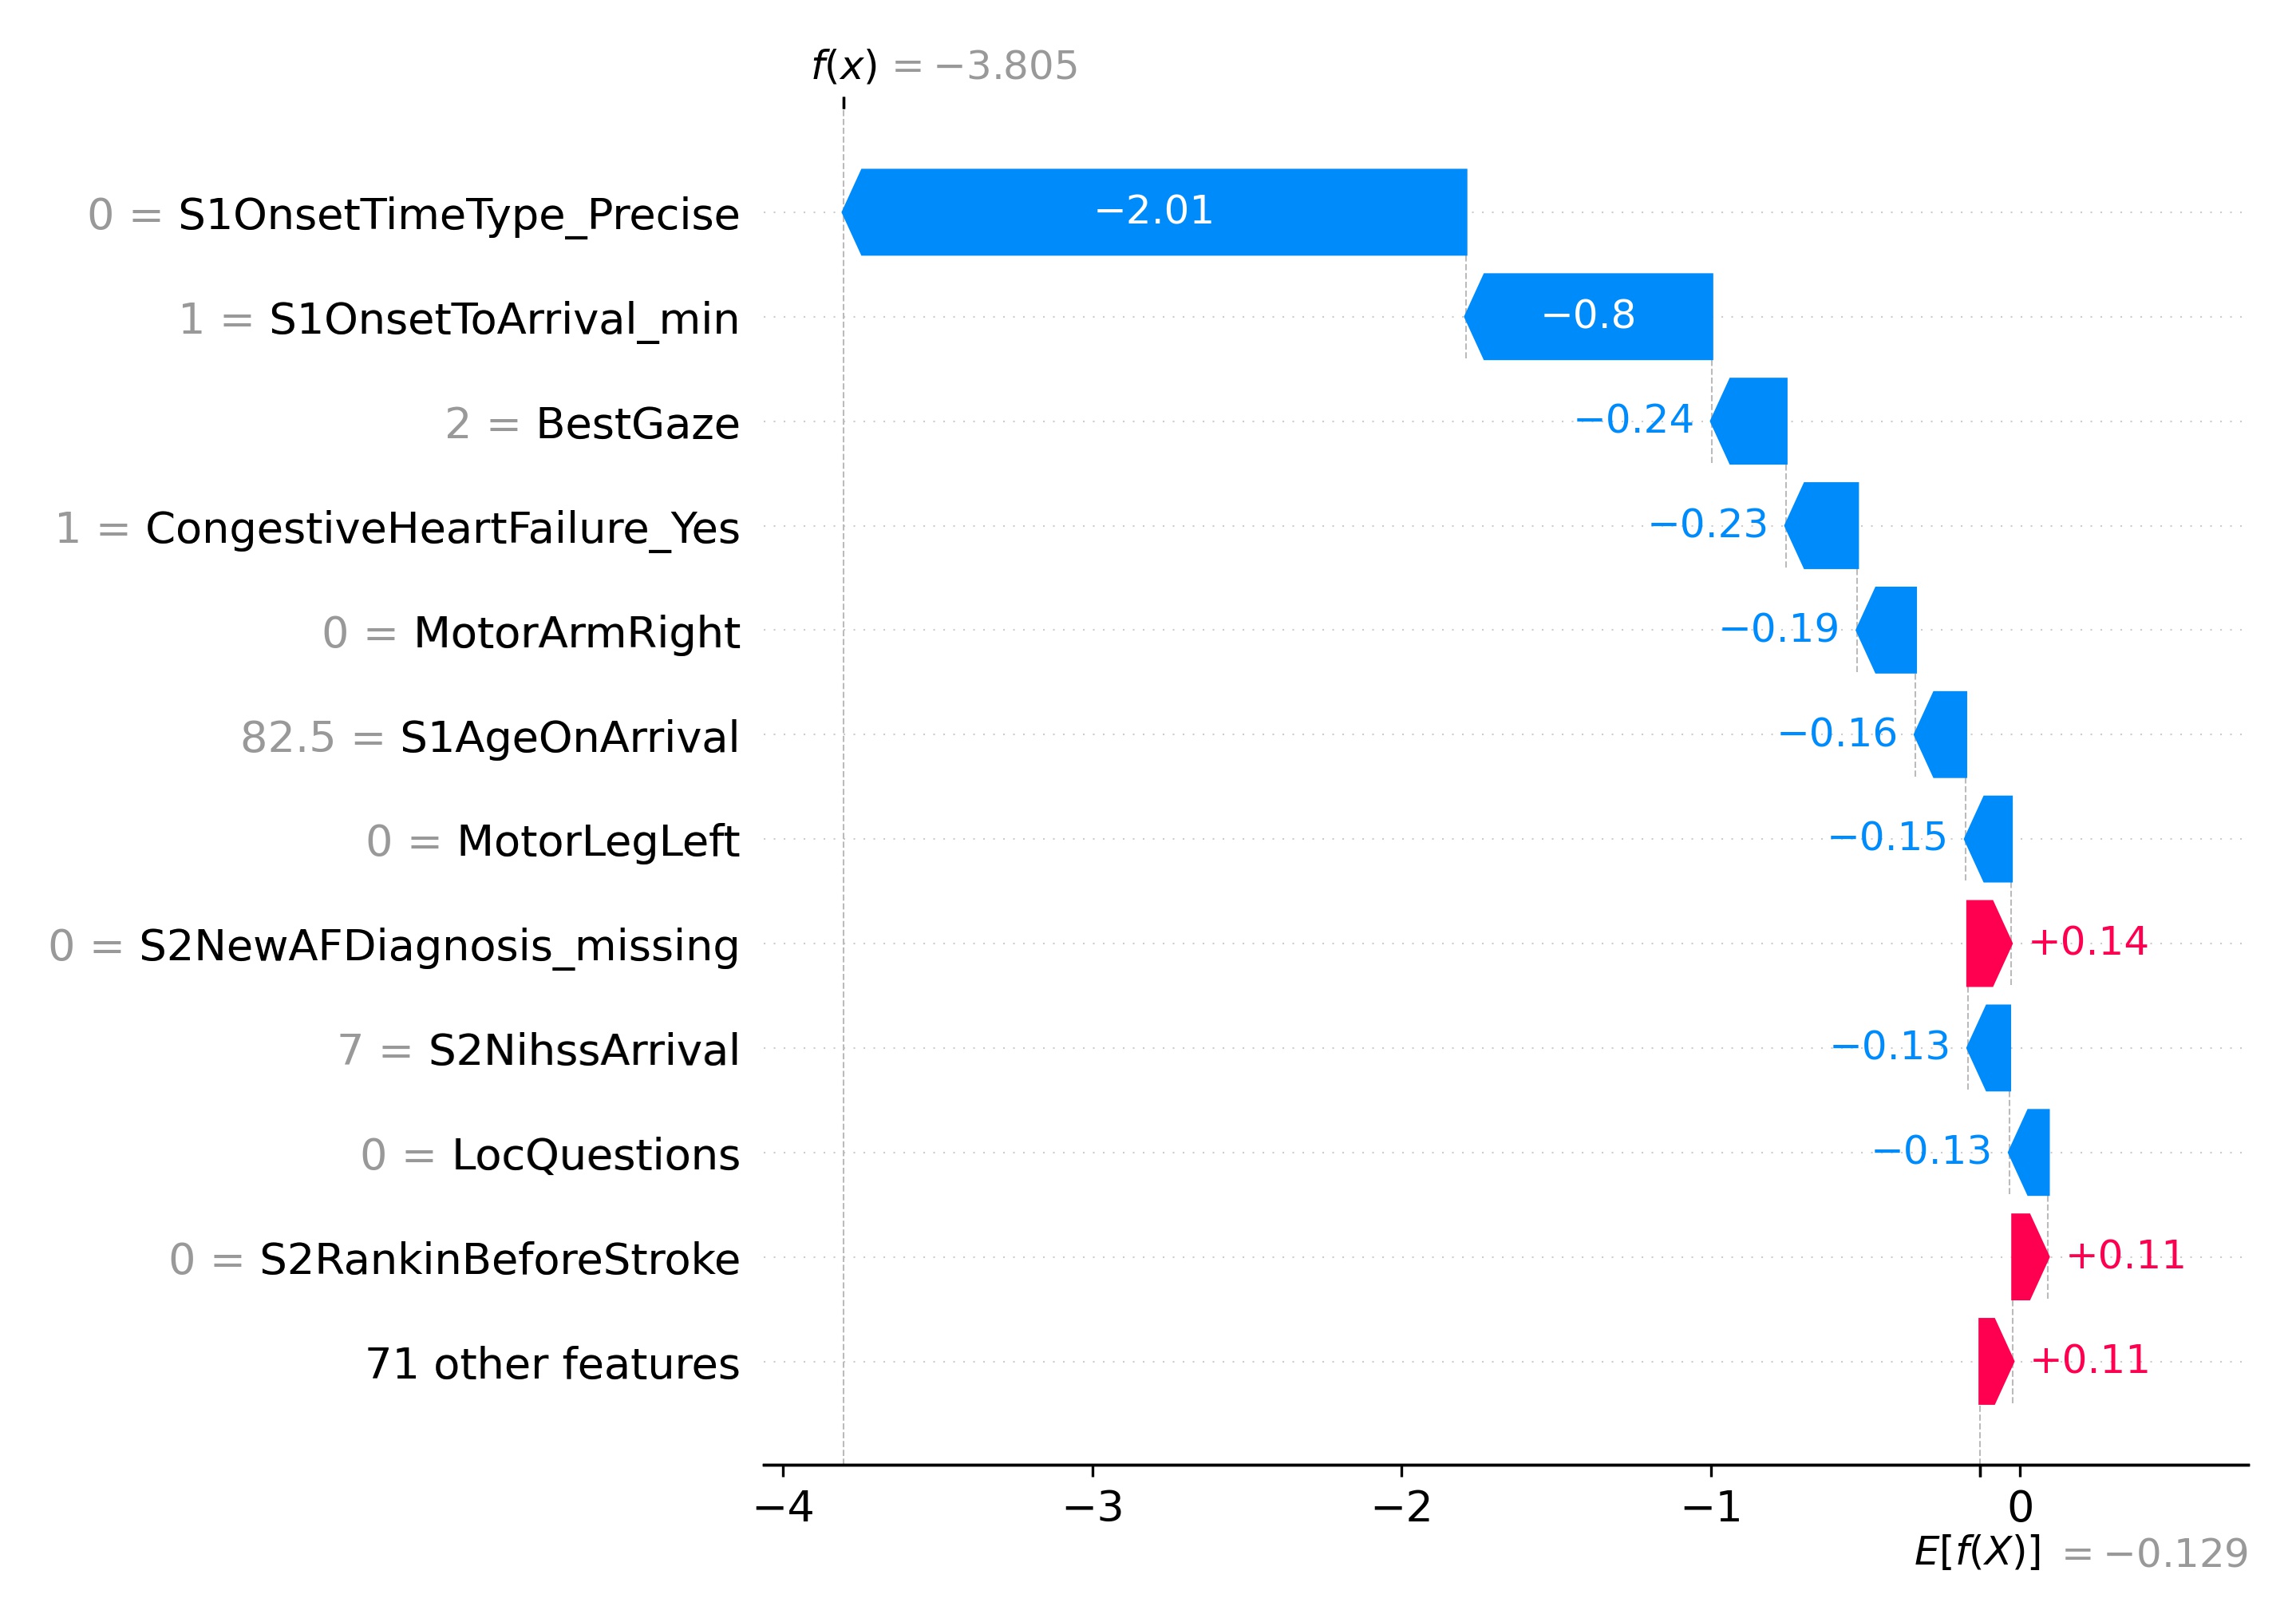 f(x) = −3.805
0 = S1OnsetTimeType_Precise −2.01
1 = S1OnsetToArrival_min −0.8
2 = BestGaze −0.24
1 = CongestiveHeartFailure_Yes −0.23
0 = MotorArmRight −0.19
82.5 = S1AgeOnArrival −0.16
0 = MotorLegLeft −0.15
0 = S2NewAFDiagnosis_missing +0.14
7 = S2NihssArrival −0.13
0 = LocQuestions −0.13
0 = S2RankinBeforeStroke +0.11
71 other features +0.11
−4 −3 −2 −1 0
E[f(X)] = −0.129